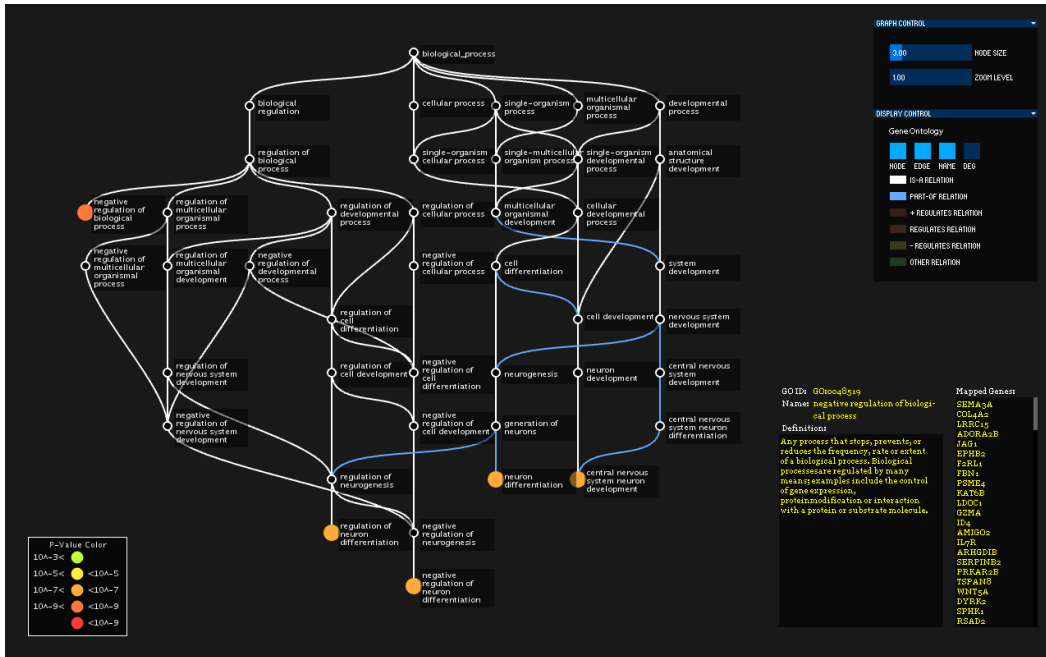 GRAPH CONTROL
3.00
NODE SIZE
1.00
ZOOM LEVEL
DISPLAY CONTROL
Gene Ontology
NODE
EDGE
NAME
DEG
IS-A RELATION
PART-OF RELATION
+ REGULATES RELATION
REGULATES RELATION
- REGULATES RELATION
OTHER RELATION
biological_process
biological
regulation
cellular process
single-organism
process
multicellular
organismal
process
developmental
process
regulation of
biological
process
single-organism
cellular process
single-multicellular
organism process
single-organism
developmental
anatomical
structure
development
negative
regulation of
biological
process
regulation of
multicellular
organismal
process
regulation of
developmental
process
regulation of
cellular process
multicellular
organismal
development
cellular
developmental
process
negative
regulation of
multicellular
organismal
process
regulation of
multicellular
organismal
development
negative
regulation of
developmental
process
negative
regulation of
cellular process
cell
differentiation
system
development
regulation of
cell
differentiation
cell development
nervous system
development
regulation of
nervous system
development
regulation of
cell development
negative
regulation of
cell
differentiation
neurogenesis
neuron
development
central nervous
system
development
negative
regulation of
nervous system
development
negative
regulation of
cell development
generation of
neurons
central nervous
system neuron
differentiation
regulation of
neurogenesis
neuron
differentiation
central nervous
system neuron
development
regulation of
neuron
differentiation
negative
regulation of
neurogenesis
negative
regulation of
neuron
differentiation
P-Value Color
10^-3<
10^-5< <10^-5
10^-7< <10^-7
10^-9< <10^-9
<10^-9
GO ID: GO:0048519
Name: negative regulation of biologi-
cal process
Definition:
Any process that stops, prevents, or
reduces the frequency, rate or extent
of a biological process. Biological
processesare regulated by many
means; examples include the control
of gene expression,
proteinmodification or interaction
with a protein or substrate molecule.
Mapped Genes:
SEMA3A
COL4A2
LRRC15
ADORA2B
JAG1
EPHB2
F2RL1
FBN1
PSME4
KAT6B
LDOC1
GZMA
ID4
AMIGO2
IL7R
ARHGDIB
SERPINB2
PRKAR2B
TSPAN8
WNT5A
DYRK2
SPHK1
RSAD2